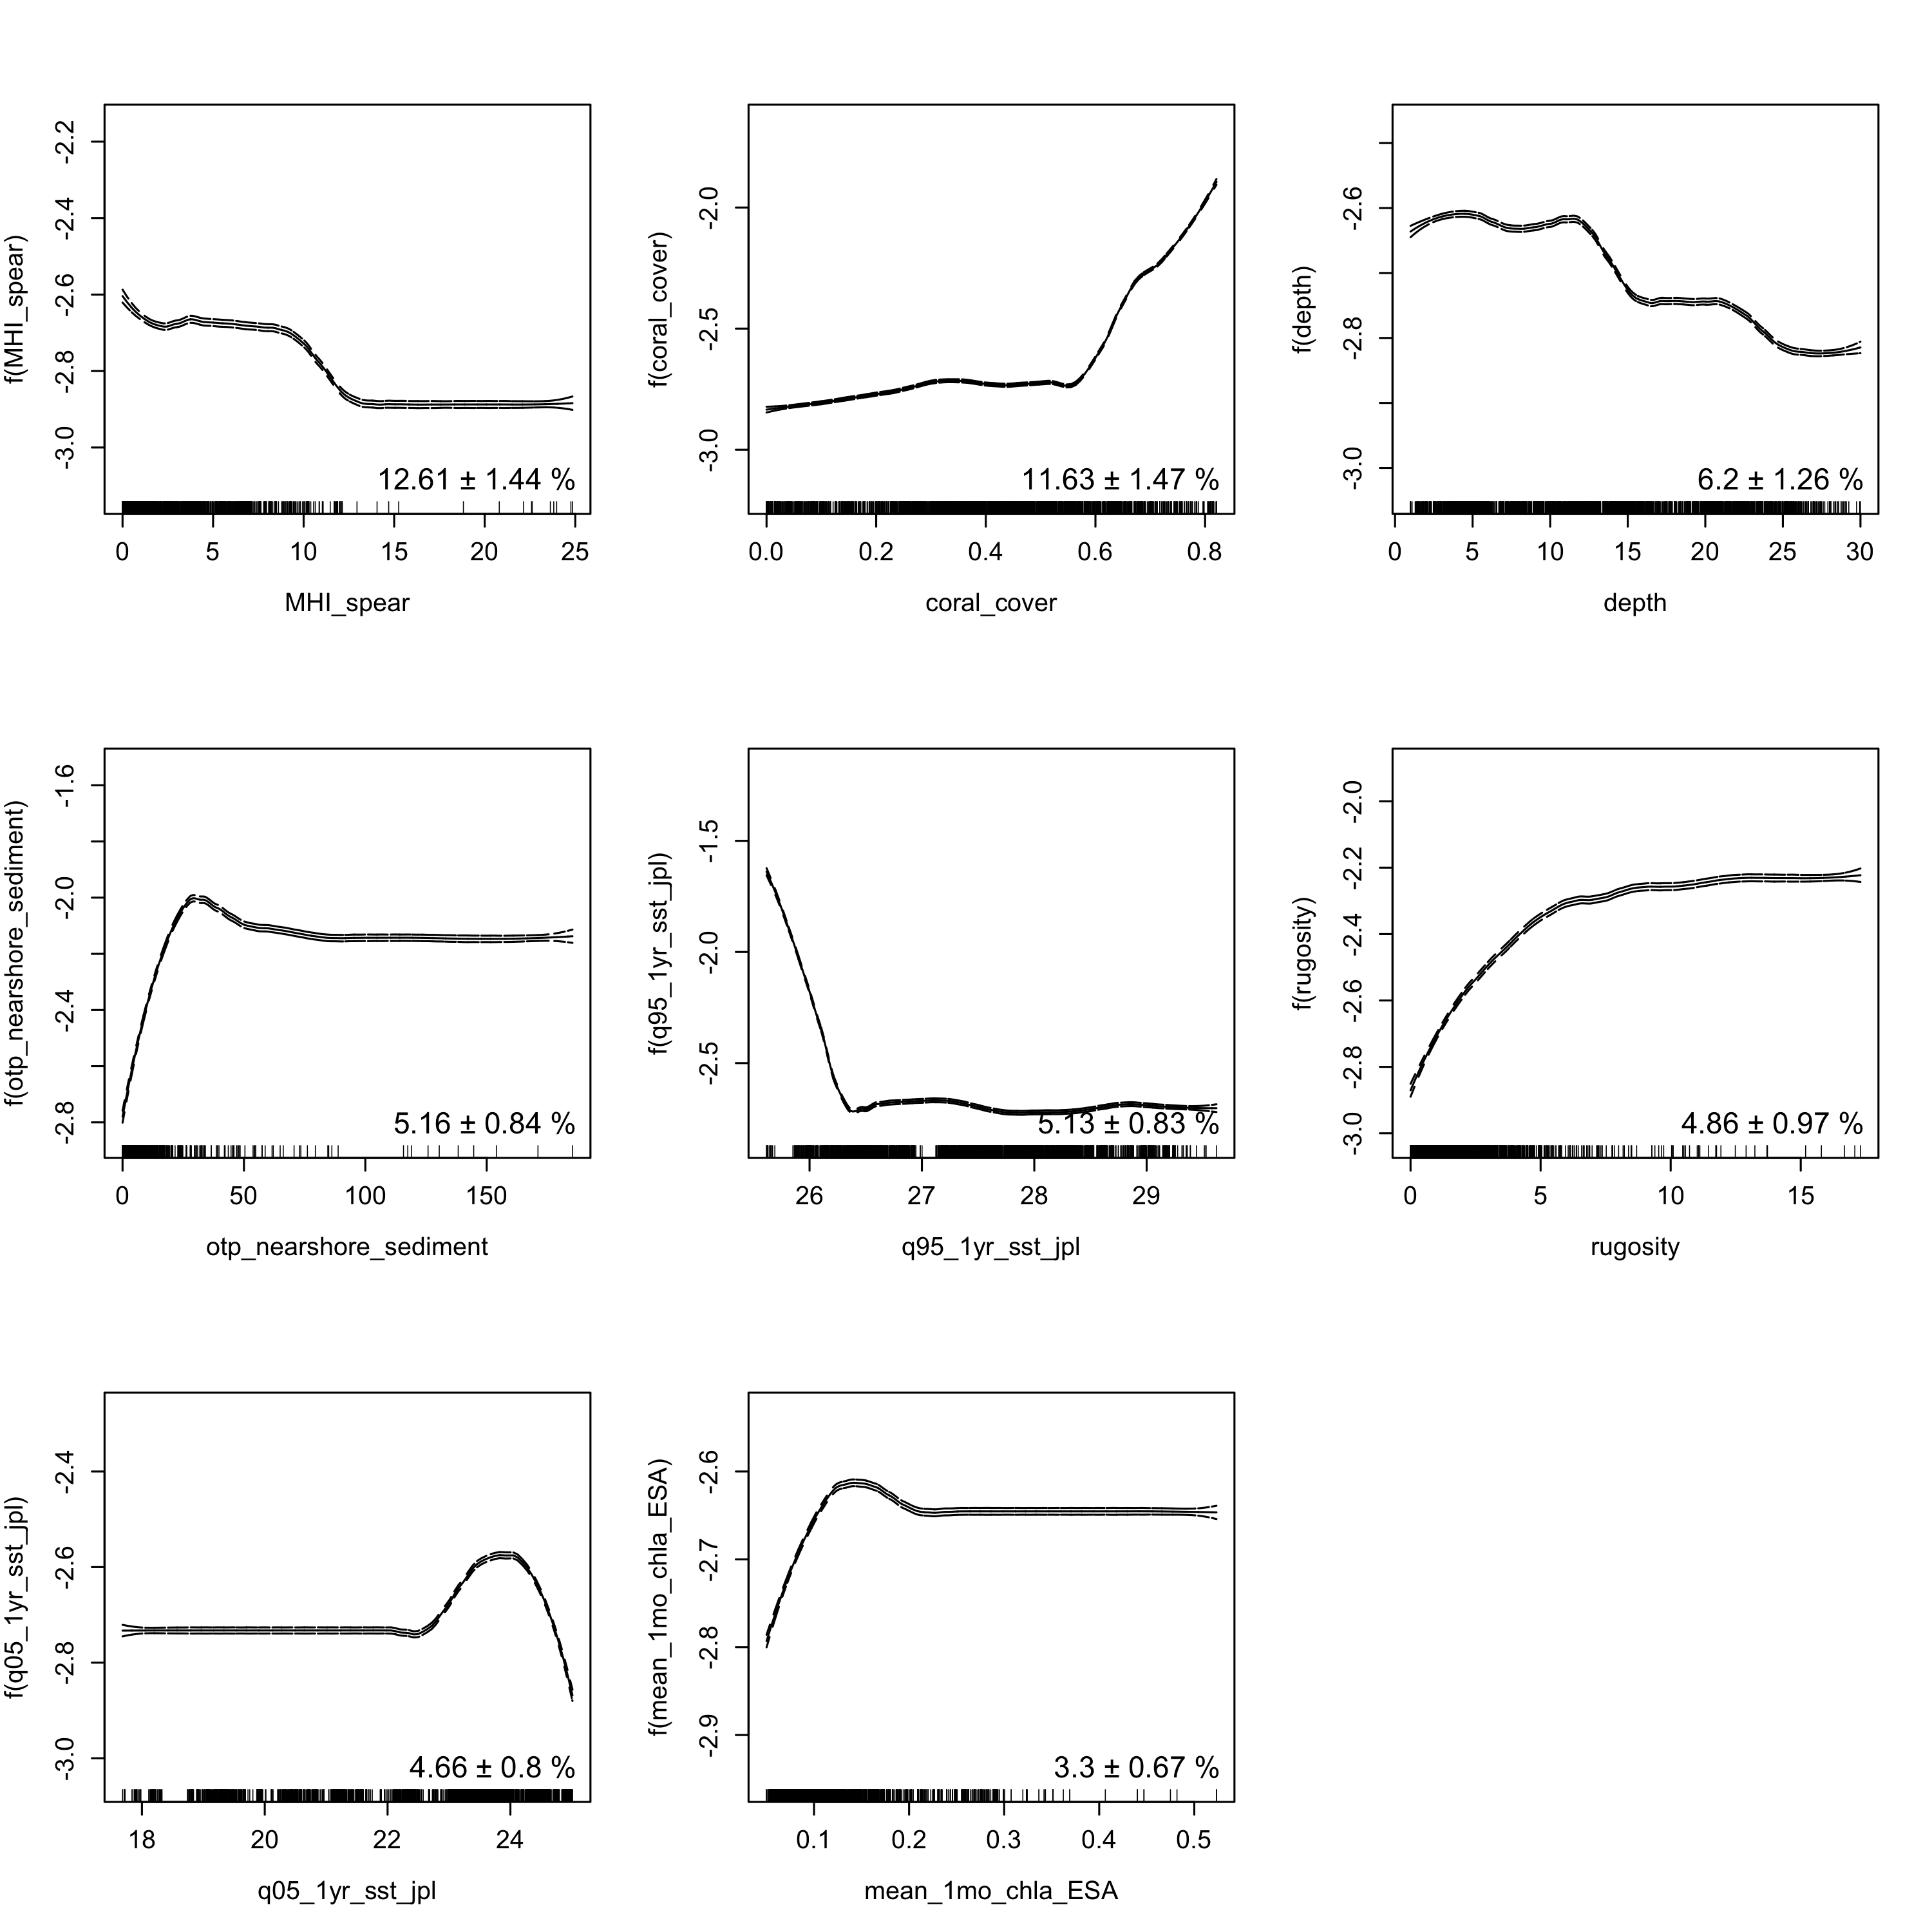 f(MHI_spear)
-2.2
-2.4
-2.6
-2.8
-3.0
12.61 ± 1.44 %
0 5 10 15 20 25
MHI_spear
f(coral_cover)
-2.0
-2.5
-3.0
11.63 ± 1.47 %
0.0 0.2 0.4 0.6 0.8
coral_cover
f(depth)
-2.6
-2.8
-3.0
6.2 ± 1.26 %
0 5 10 15 20 25 30
depth
f(otp_nearshore_sediment)
-1.6
-2.0
-2.4
-2.8
5.16 ± 0.84 %
0 50 100 150
otp_nearshore_sediment
f(q95_1yr_sst_jpl)
-1.5
-2.0
-2.5
5.13 ± 0.83 %
26 27 28 29
q95_1yr_sst_jpl
f(rugosity)
-2.0
-2.2
-2.4
-2.6
-2.8
-3.0
4.86 ± 0.97 %
0 5 10 15
rugosity
f(q05_1yr_sst_jpl)
-2.4
-2.6
-2.8
-3.0
4.66 ± 0.8 %
18 20 22 24
q05_1yr_sst_jpl
f(mean_1mo_chla_ESA)
-2.6
-2.7
-2.8
-2.9
3.3 ± 0.67 %
0.1 0.2 0.3 0.4 0.5
mean_1mo_chla_ESA